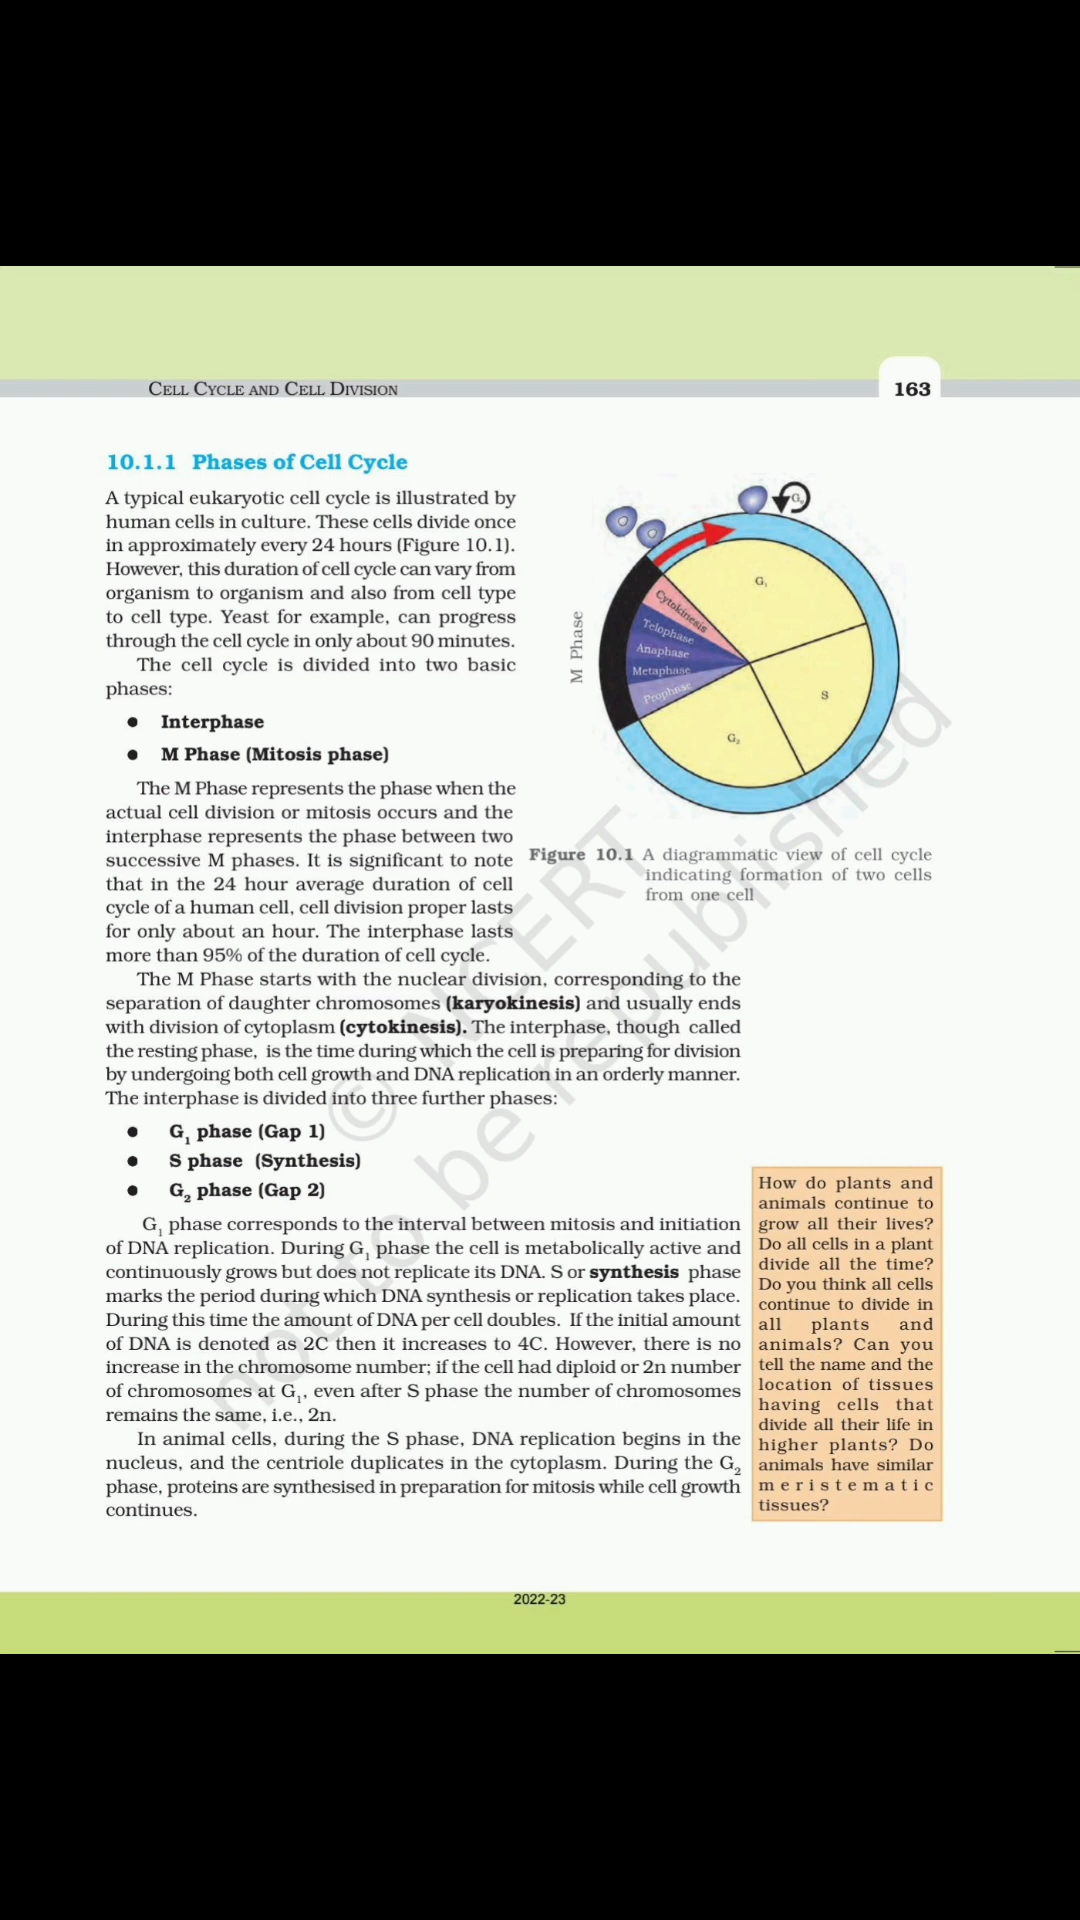 CELL CYCLE AND CELL DIVISION
163
10.1.1 Phases of Cell Cycle
A typical eukaryotic cell cycle is illustrated by
human cells in culture. These cells divide once
in approximately every 24 hours (Figure 10.1).
However, this duration of cell cycle can vary from
organism to organism and also from cell type
to cell type. Yeast for example, can progress
through the cell cycle in only about 90 minutes.
The cell cycle is divided into two basic
phases:
● Interphase
● M Phase (Mitosis phase)
The M Phase represents the phase when the
actual cell division or mitosis occurs and the
interphase represents the phase between two
successive M phases. It is significant to note
that in the 24 hour average duration of cell
cycle of a human cell, cell division proper lasts
for only about an hour. The interphase lasts
more than 95% of the duration of cell cycle.
G₀
G₁
Cytokinesis
Telophase
Anaphase
Metaphase
Prophase
M Phase
S
G₂
Figure 10.1 A diagrammatic view of cell cycle
indicating formation of two cells
from one cell
The M Phase starts with the nuclear division, corresponding to the
separation of daughter chromosomes (karyokinesis) and usually ends
with division of cytoplasm (cytokinesis). The interphase, though called
the resting phase, is the time during which the cell is preparing for division
by undergoing both cell growth and DNA replication in an orderly manner.
The interphase is divided into three further phases:
● G₁ phase (Gap 1)
● S phase (Synthesis)
● G₂ phase (Gap 2)
G₁ phase corresponds to the interval between mitosis and initiation
of DNA replication. During G₁ phase the cell is metabolically active and
continuously grows but does not replicate its DNA. S or synthesis phase
marks the period during which DNA synthesis or replication takes place.
During this time the amount of DNA per cell doubles. If the initial amount
of DNA is denoted as 2C then it increases to 4C. However, there is no
increase in the chromosome number; if the cell had diploid or 2n number
of chromosomes at G₁, even after S phase the number of chromosomes
remains the same, i.e., 2n.
In animal cells, during the S phase, DNA replication begins in the
nucleus, and the centriole duplicates in the cytoplasm. During the G₂
phase, proteins are synthesised in preparation for mitosis while cell growth
continues.
How do plants and
animals continue to
grow all their lives?
Do all cells in a plant
divide all the time?
Do you think all cells
continue to divide in
all plants and
animals? Can you
tell the name and the
location of tissues
having cells that
divide all their life in
higher plants? Do
animals have similar
meristematic
tissues?
© NCERT
not to be republished
2022-23